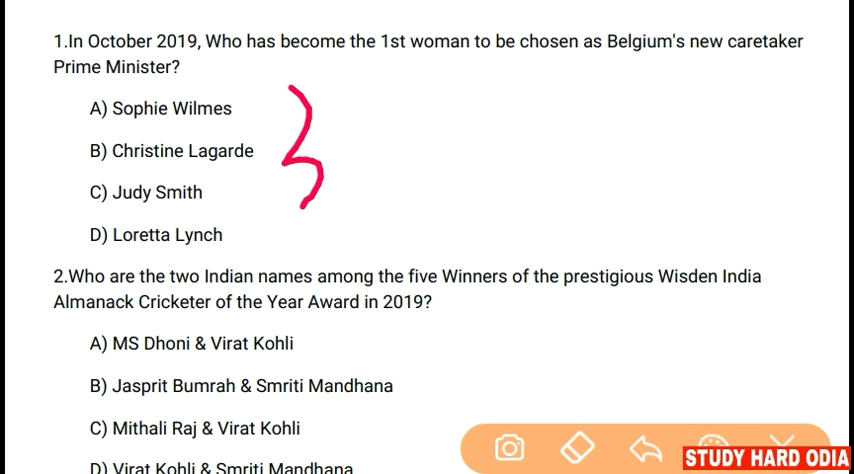 1.In October 2019, Who has become the 1st woman to be chosen as Belgium's new caretaker
Prime Minister?
A) Sophie Wilmes
B) Christine Lagarde
C) Judy Smith
D) Loretta Lynch
2.Who are the two Indian names among the five Winners of the prestigious Wisden India
Almanack Cricketer of the Year Award in 2019?
A) MS Dhoni & Virat Kohli
B) Jasprit Bumrah & Smriti Mandhana
C) Mithali Raj & Virat Kohli
D) Virat Kohli & Smriti Mandhana
STUDY HARD ODIA